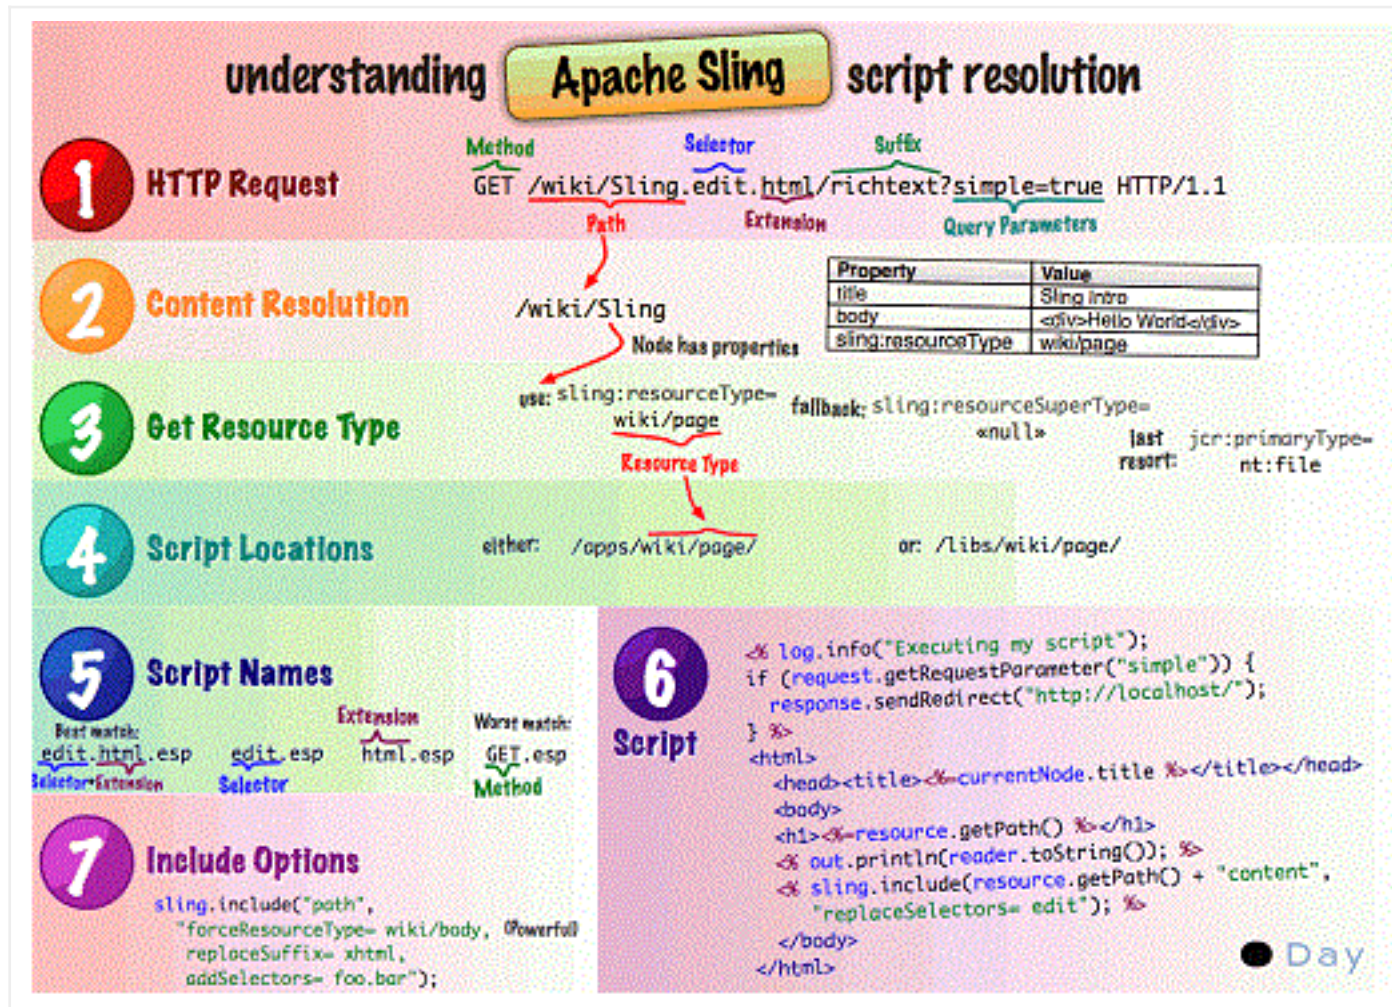 understanding Apache Sling script resolution
1 HTTP Request
Method Selector Suffix
GET /wiki/Sling.edit.html/richtext?simple=true HTTP/1.1
Path Extension Query Parameters
2 Content Resolution
/wiki/Sling
Node has properties
Property Value
title Sling Intro
body <div>Hello World</div>
sling:resourceType wiki/page
3 Get Resource Type
use: sling:resourceType=
wiki/page
Resource Type
fallback: sling:resourceSuperType=
«null»
last resort: jcr:primaryType=
nt:file
4 Script Locations
either: /apps/wiki/page/ or: /libs/wiki/page/
5 Script Names
Best match: Extension Worst match:
edit.html.esp edit.esp html.esp GET.esp
Selector+Extension Selector Method
6 Script
<% log.info("Executing my script");
if (request.getRequestParameter("simple")) {
response.sendRedirect("http://localhost/");
} %>
<html>
<head><title><%=currentNode.title %></title></head>
<body>
<h1><%=resource.getPath() %></h1>
<% out.println(reader.toString()); %>
<% sling.include(resource.getPath() + "content",
"replaceSelectors= edit"); %>
</body>
</html>
7 Include Options
sling.include("path",
"forceResourceType= wiki/body, (Powerful)
replaceSuffix= xhtml,
addSelectors= foo.bar");
Day